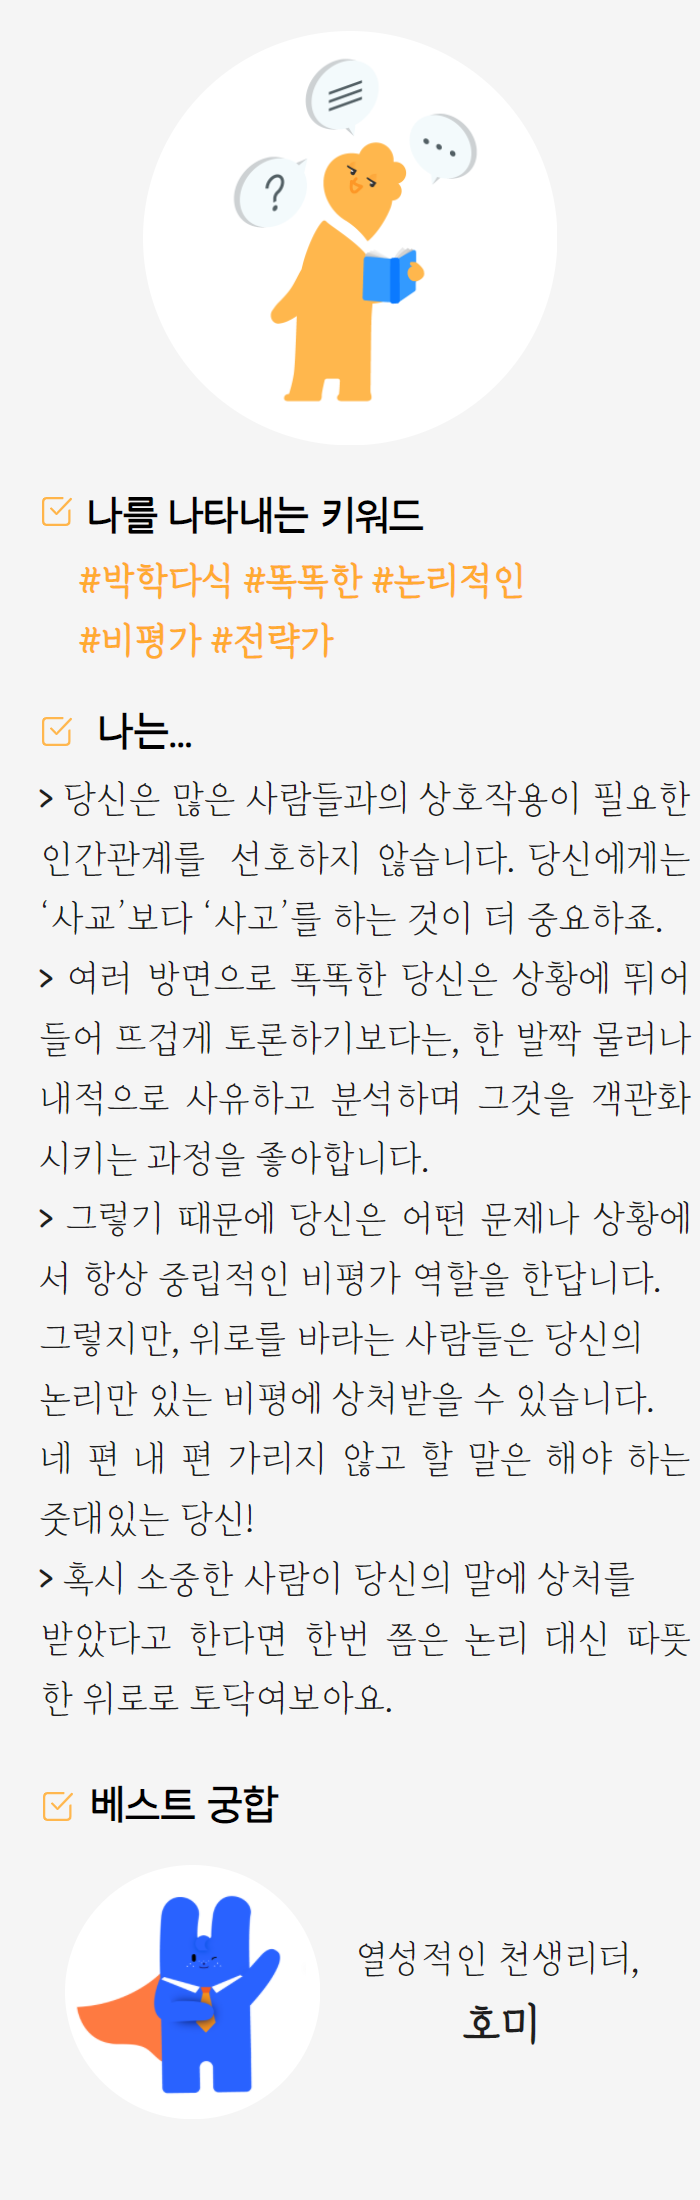 ?
나를 나타내는 키워드
#박학다식 #똑똑한 #논리적인
#비평가 #전략가
나는...
> 당신은 많은 사람들과의 상호작용이 필요한
인간관계를 선호하지 않습니다. 당신에게는
‘사교’보다 ‘사고’를 하는 것이 더 중요하죠.
> 여러 방면으로 똑똑한 당신은 상황에 뛰어
들어 뜨겁게 토론하기보다는, 한 발짝 물러나
내적으로 사유하고 분석하며 그것을 객관화
시키는 과정을 좋아합니다.
> 그렇기 때문에 당신은 어떤 문제나 상황에
서 항상 중립적인 비평가 역할을 한답니다.
그렇지만, 위로를 바라는 사람들은 당신의
논리만 있는 비평에 상처받을 수 있습니다.
네 편 내 편 가리지 않고 할 말은 해야 하는
줏대있는 당신!
> 혹시 소중한 사람이 당신의 말에 상처를
받았다고 한다면 한번 쯤은 논리 대신 따뜻
한 위로로 토닥여보아요.
베스트 궁합
열성적인 천생리더,
호미